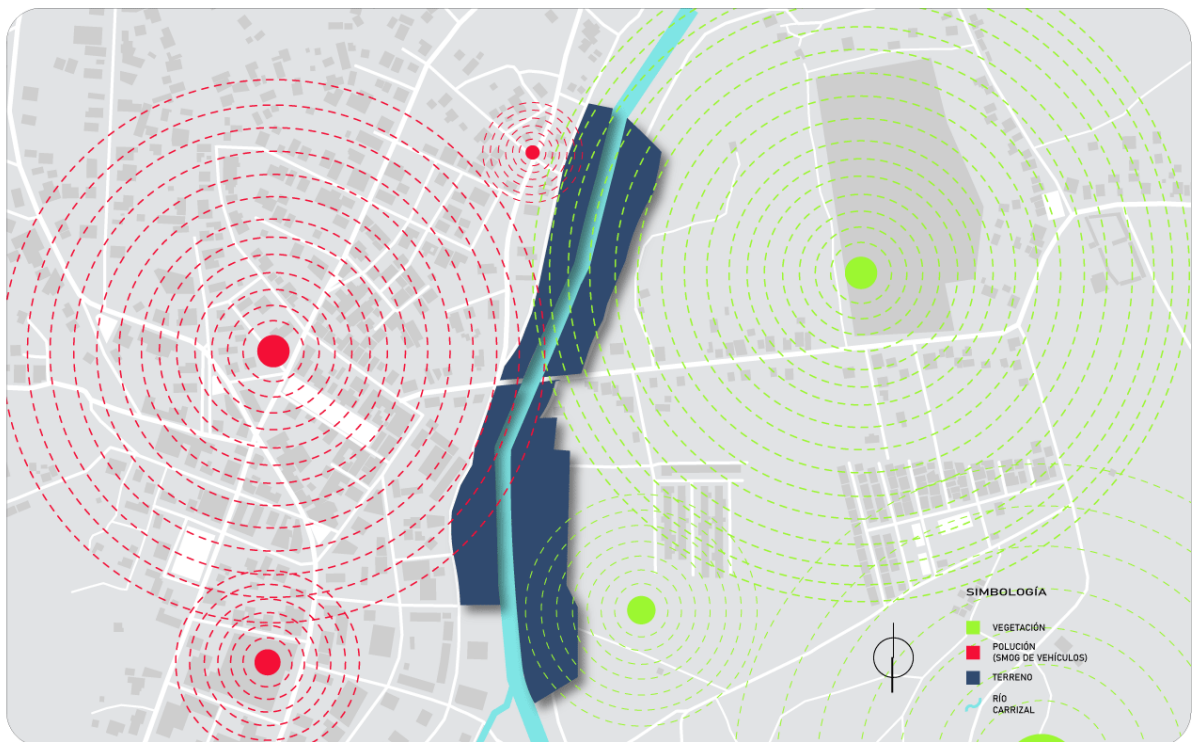 SIMBOLOGÍA
VEGETACIÓN
POLUCIÓN
(SMOG DE VEHÍCULOS)
TERRENO
RÍO
CARRIZAL